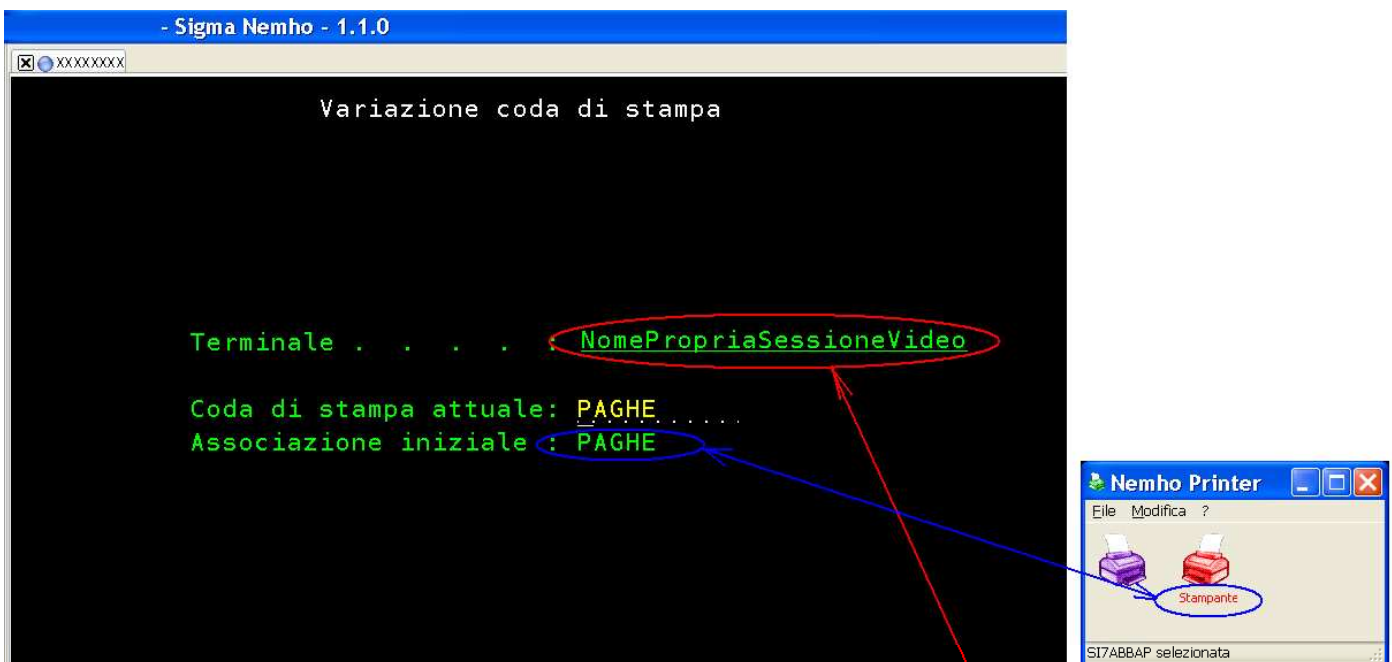 - Sigma Nemho - 1.1.0
XXXXXXXX
Variazione coda di stampa
Terminale . . . . : NomePropriaSessioneVideo
Coda di stampa attuale: PAGHE
Associazione iniziale : PAGHE
Nemho Printer
File Modifica ?
Stampante
SI7ABBAP selezionata